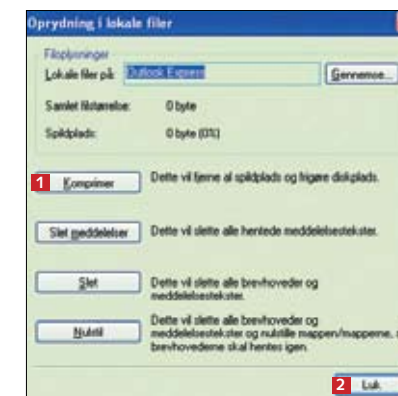 Oprydning i lokale filer
Filoplysninger
Lokale filer på: Outlook Express Gennemse...
Samlet filstørrelse: 0 byte
Spildplads: 0 byte (0%)
1 Komprimer Dette vil fjerne al spildplads og frigøre diskplads.
Slet meddelelser Dette vil slette alle hentede meddelelsestekster.
Slet Dette vil slette alle brevhoveder og
meddelelsestekster.
Nulstil Dette vil slette alle brevhoveder og
meddelelsestekster og nulstille mappen/mapperne,
brevhovederne skal hentes igen.
2 Luk